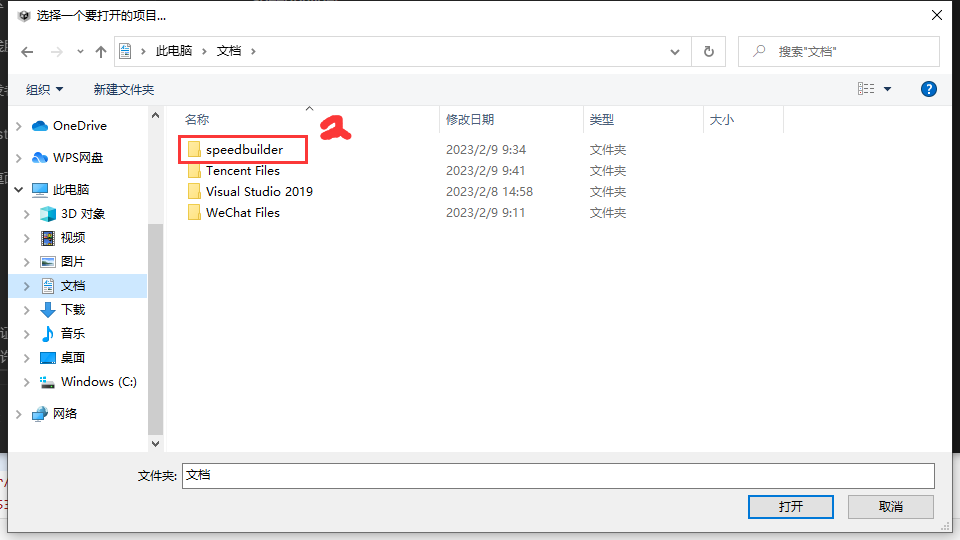 选择一个要打开的项目...
此电脑 文档
搜索"文档"
组织 新建文件夹
名称 修改日期 类型 大小
OneDrive
WPS网盘
此电脑
3D 对象
视频
图片
文档
下载
音乐
桌面
Windows (C:)
网络
2
speedbuilder 2023/2/9 9:34 文件夹
Tencent Files 2023/2/9 9:41 文件夹
Visual Studio 2019 2023/2/8 14:58 文件夹
WeChat Files 2023/2/9 9:11 文件夹
文件夹: 文档
打开 取消